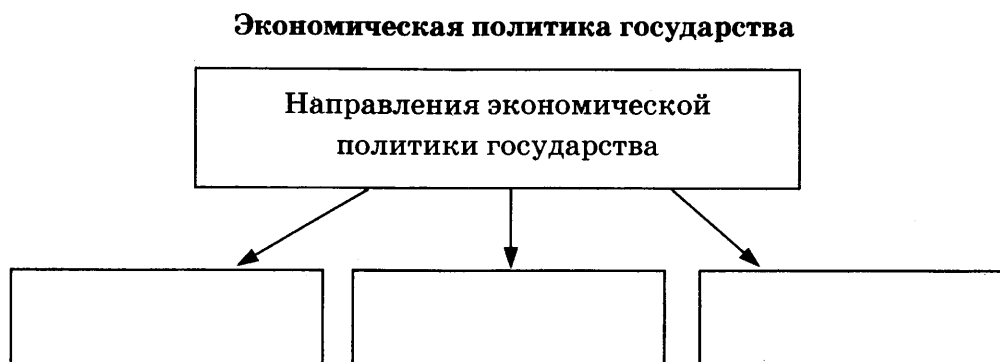 Экономическая политика государства
Направления экономической
политики государства